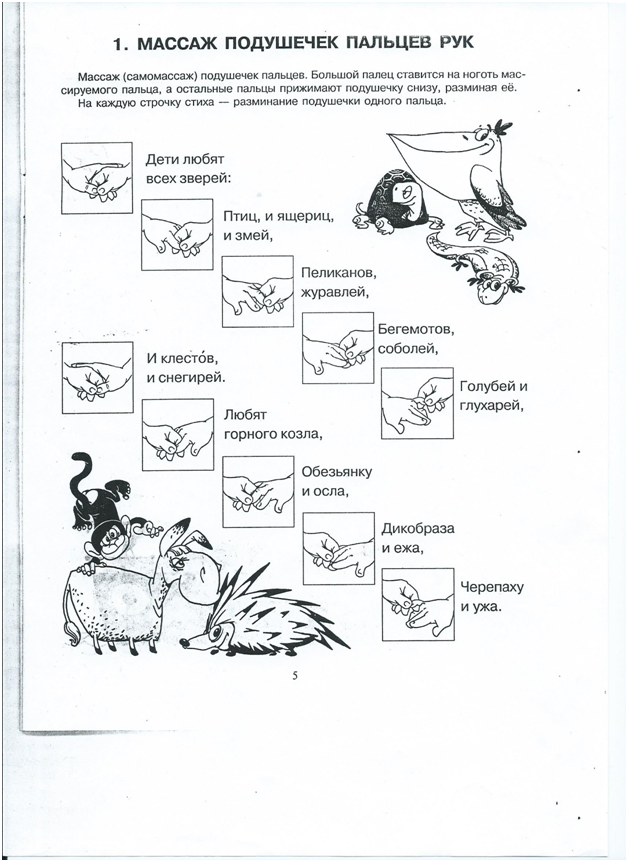 1. МАССАЖ ПОДУШЕЧЕК ПАЛЬЦЕВ РУК
Массаж (самомассаж) подушечек пальцев. Большой палец ставится на ноготь мас-
сируемого пальца, а остальные пальцы прижимают подушечку снизу, разминая её.
На каждую строчку стиха — разминание подушки одного пальца.
Дети любят
всех зверей:
Птиц, и ящериц,
и змей,
Пеликанов,
журавлей,
Бегемотов,
соболей,
Голубей и
глухарей,
И клесто́в,
и снегирей.
Любят
горного козла,
Обезьянку
и осла,
Дикобраза
и ежа,
Черепаху
и ужа.
5